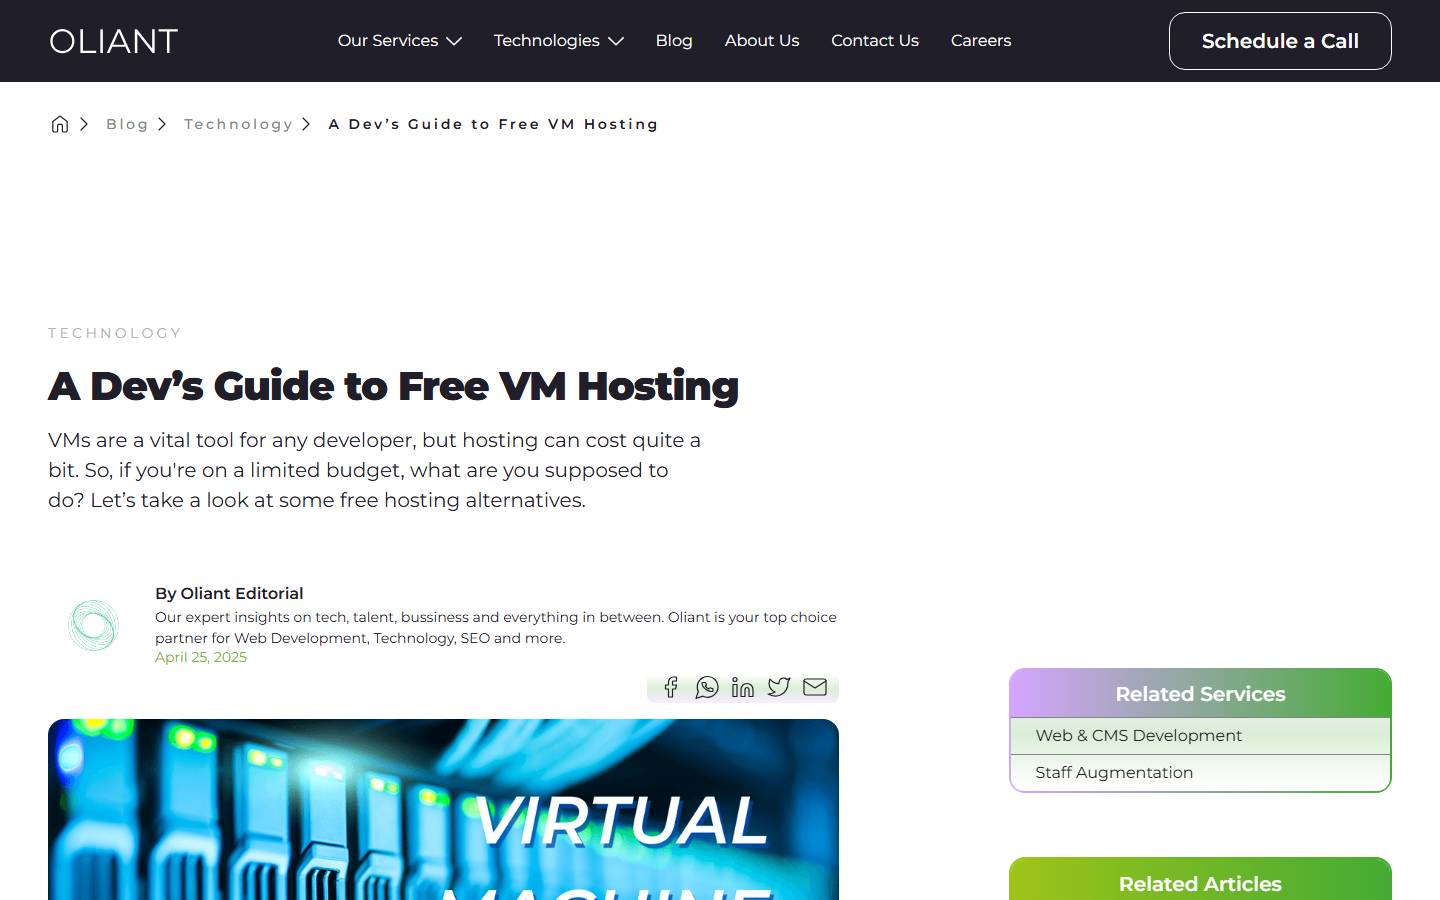 OLIANT
Our Services
Technologies
Blog
About Us
Contact Us
Careers
Schedule a Call
Blog
Technology
A Dev’s Guide to Free VM Hosting
TECHNOLOGY
A Dev’s Guide to Free VM Hosting
VMs are a vital tool for any developer, but hosting can cost quite a
bit. So, if you're on a limited budget, what are you supposed to
do? Let’s take a look at some free hosting alternatives.
By Oliant Editorial
Our expert insights on tech, talent, bussiness and everything in between. Oliant is your top choice
partner for Web Development, Technology, SEO and more.
April 25, 2025
VIRTUAL
MACHINE
Related Services
Web & CMS Development
Staff Augmentation
Related Articles